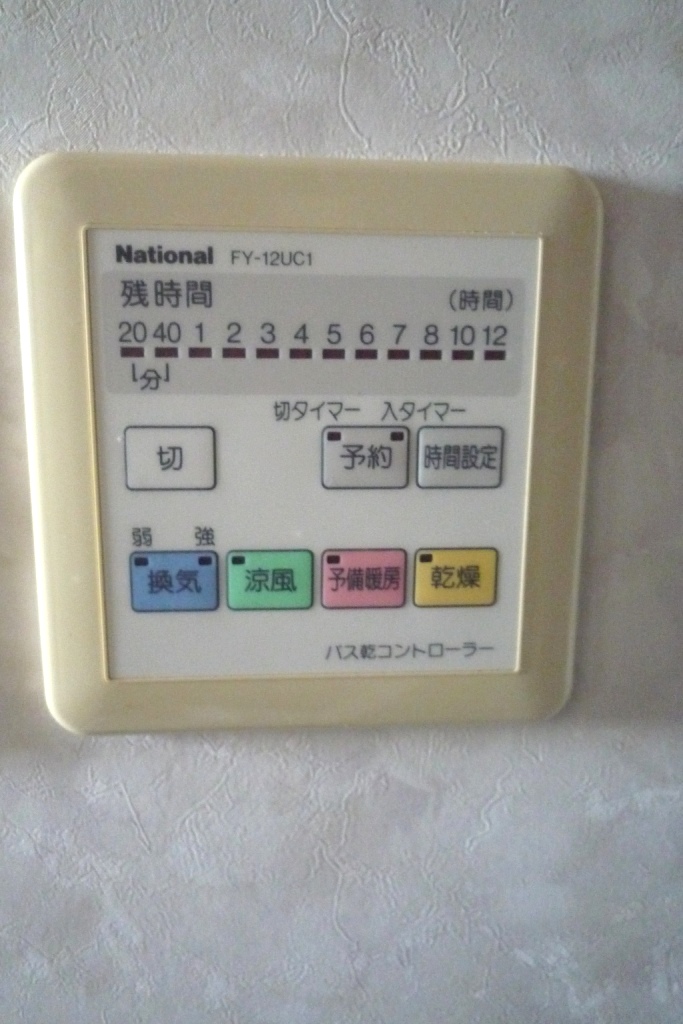 National FY-12UC1
残時間 (時間)
20 40 1 2 3 4 5 6 7 8 10 12
分
切タイマー 入タイマー
切 予約 時間設定
弱 強
換気 涼風 予備暖房 乾燥
バス乾コントローラー